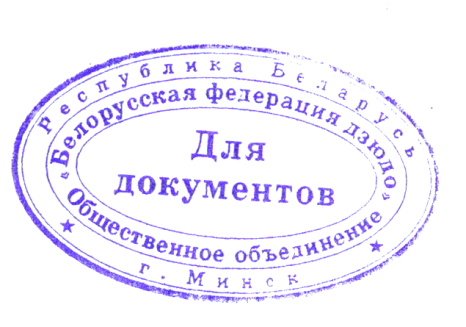 Республика Беларусь
«Белорусская федерация дзюдо»
Для
документов
Общественное объединение
г. Минск